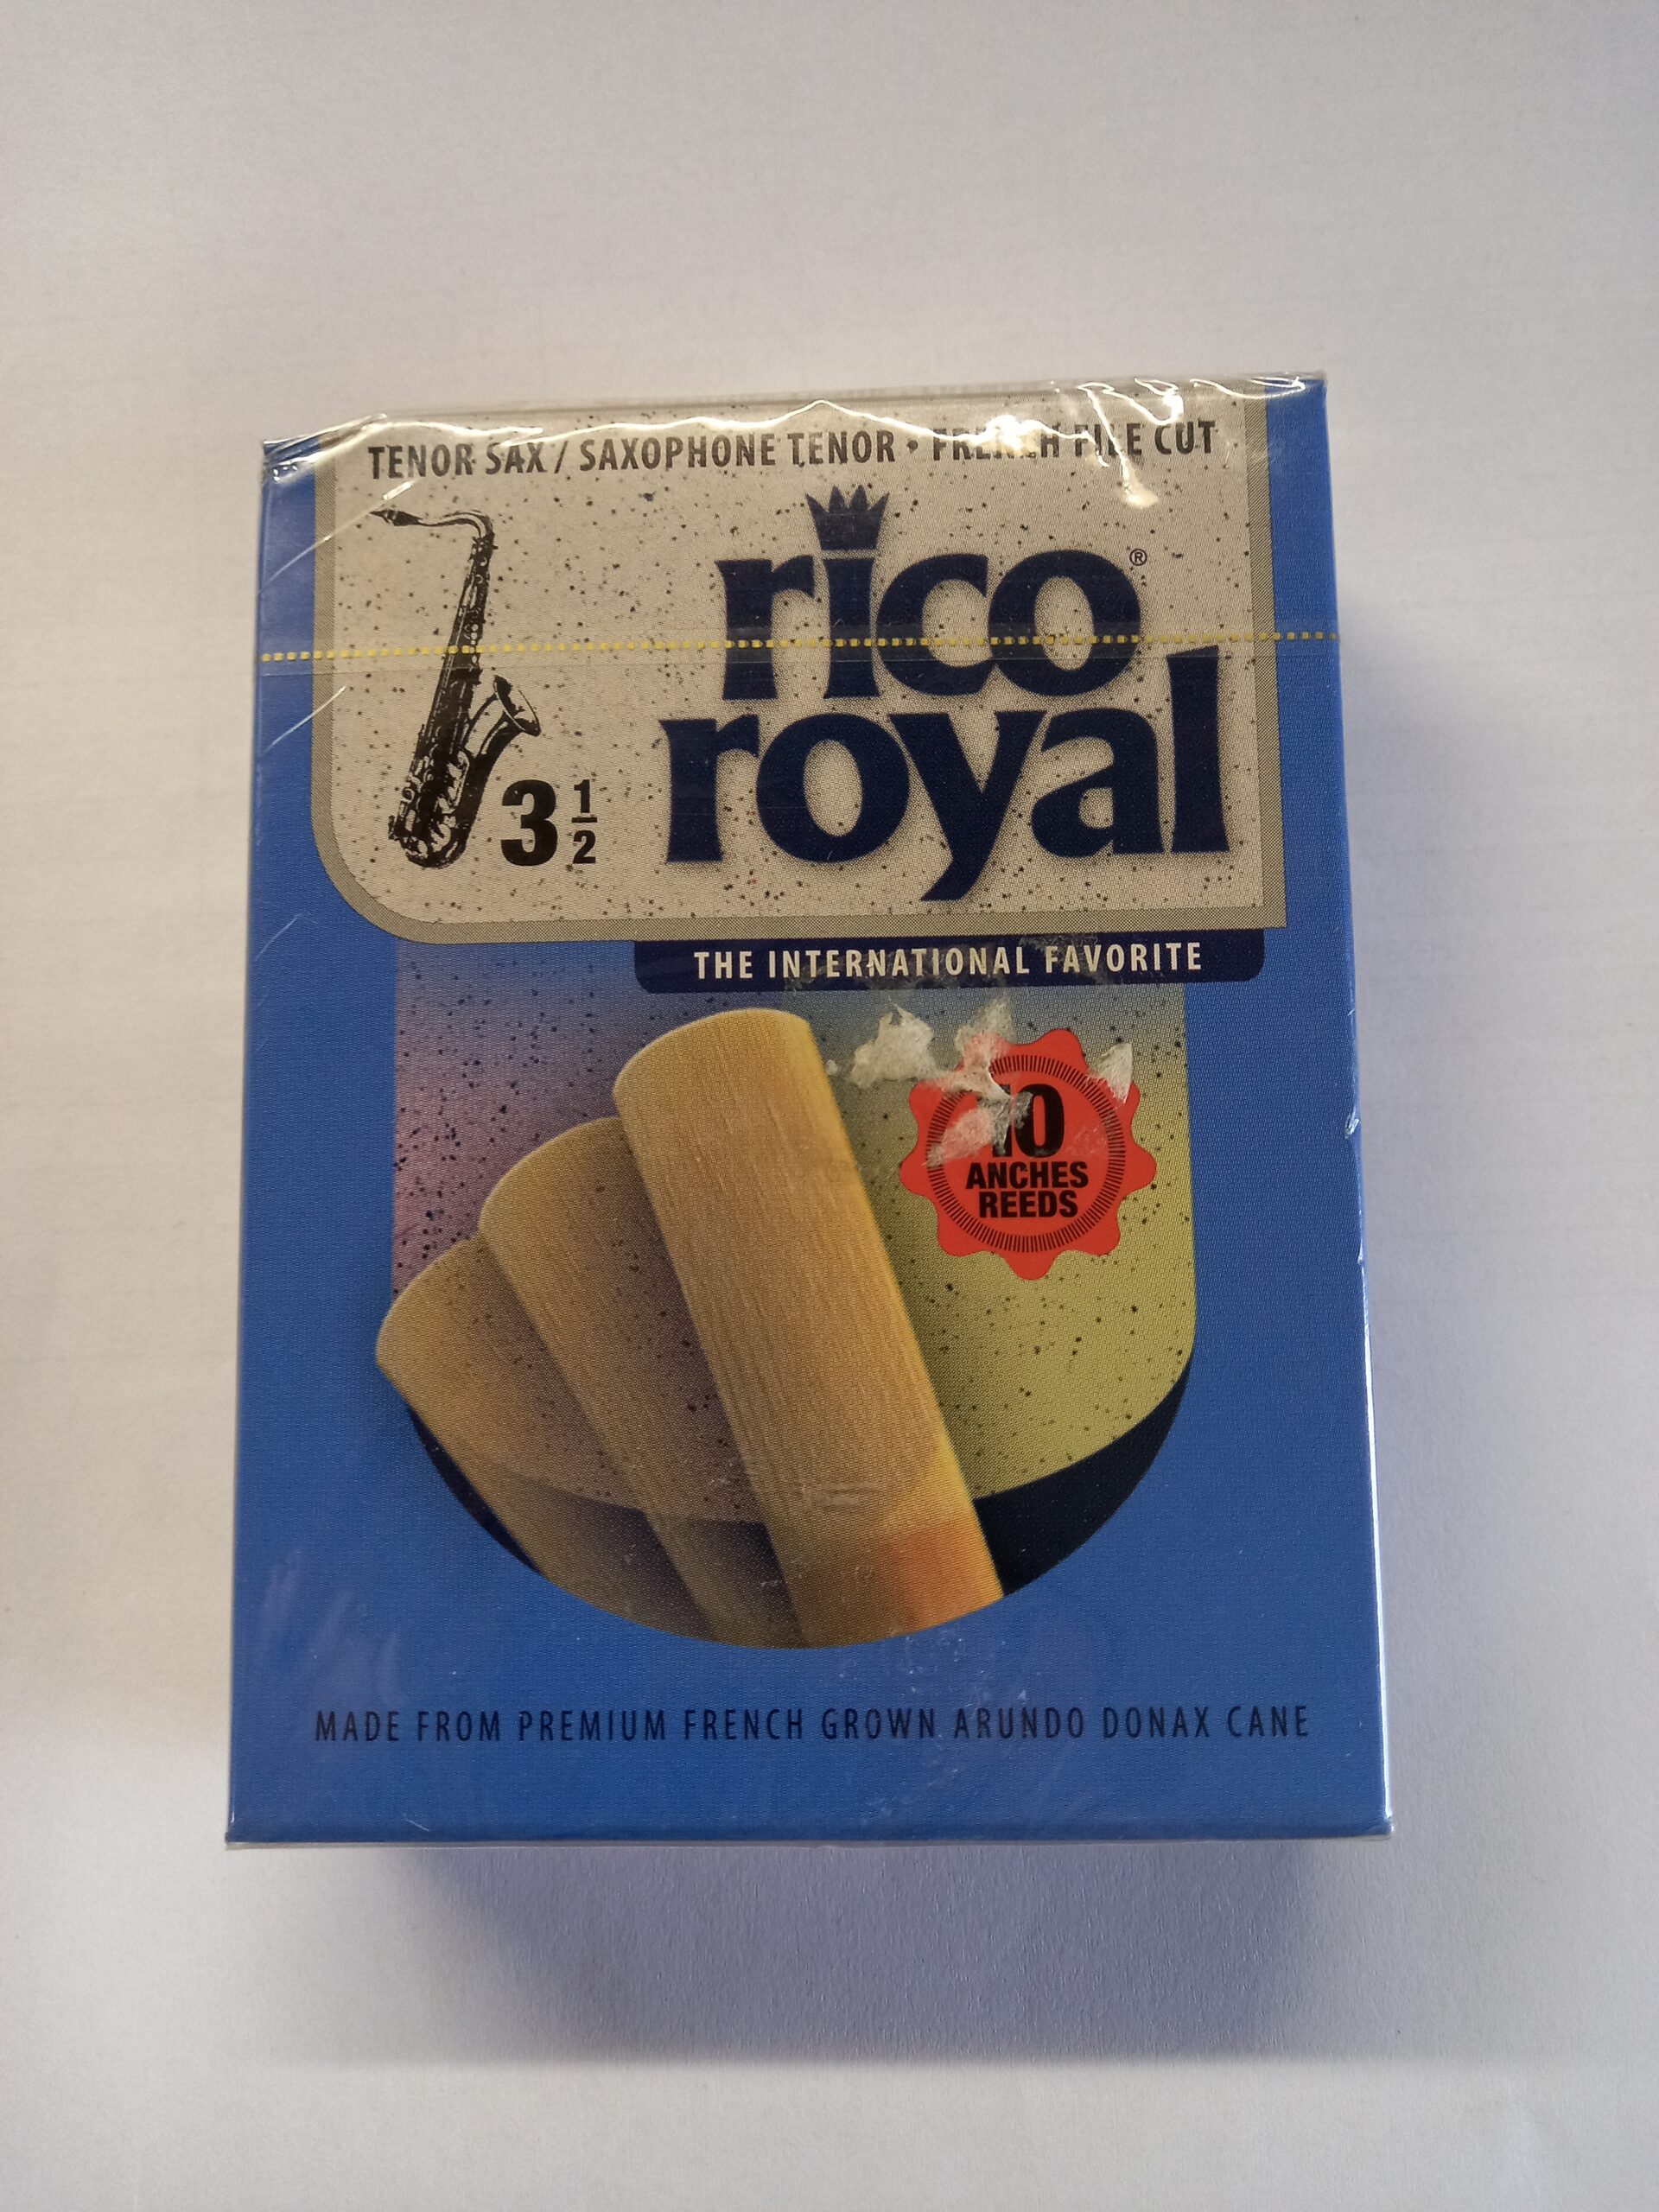 TENOR SAX / SAXOPHONE TENOR • FRENCH FILE CUT
rico®
royal
3 1/2
THE INTERNATIONAL FAVORITE
10
ANCHES
REEDS
MADE FROM PREMIUM FRENCH GROWN ARUNDO DONAX CANE